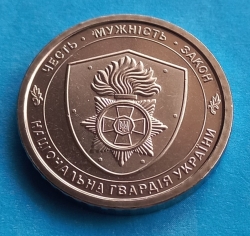 ЧЕСТЬ · МУЖНІСТЬ · ЗАКОН
НАЦІОНАЛЬНА ГВАРДІЯ УКРАЇНИ